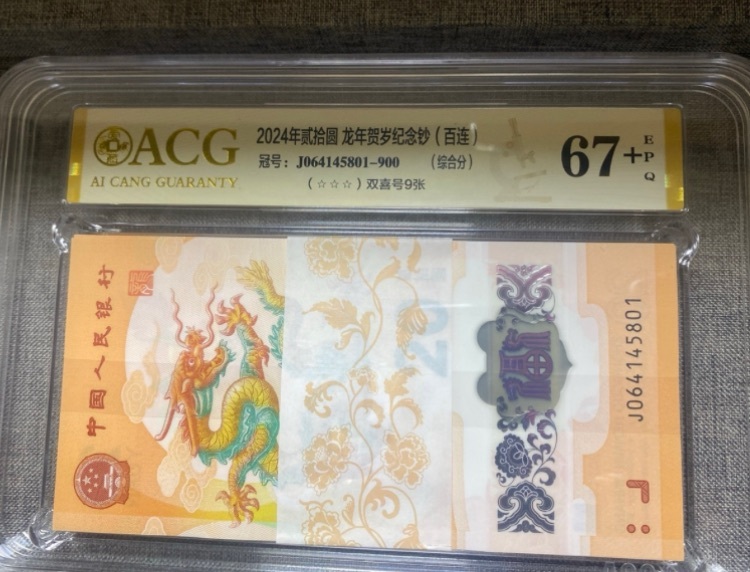 ACG
AI CANG GUARANTY
2024年贰拾圆 龙年贺岁纪念钞(百连)
冠号: J064145801-900 (综合分)
(☆☆☆) 双喜号9张
67+
EPQ
中国人民银行
J064145801